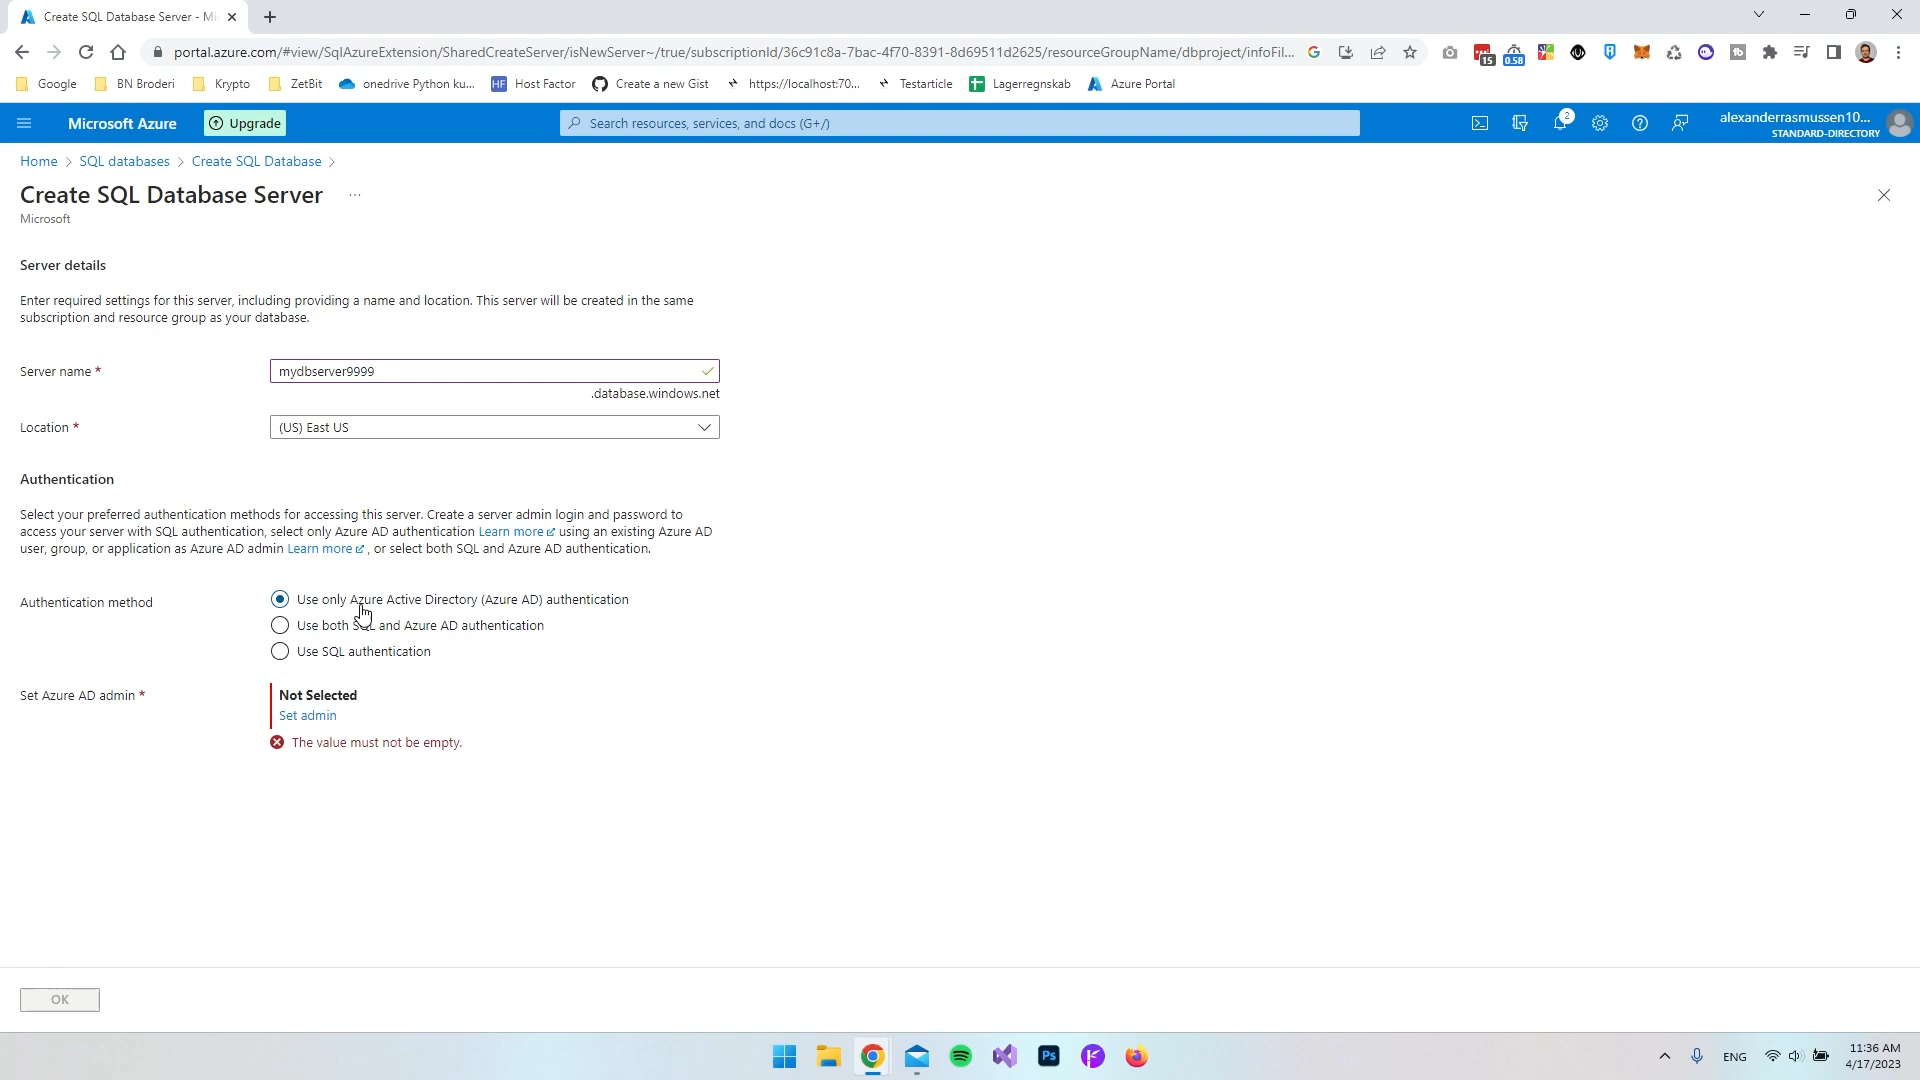 Create SQL Database Server - Mi
portal.azure.com/#view/SqlAzureExtension/SharedCreateServer/isNewServer~/true/subscriptionId/36c91c8a-7bac-4f70-8391-8d69511d2625/resourceGroupName/dbproject/infoFil...
15
0.58
Google
BN Broderi
Krypto
ZetBit
onedrive Python ku...
HF Host Factor
Create a new Gist
https://localhost:70...
Testarticle
Lagerregnskab
Azure Portal
Microsoft Azure
Upgrade
Search resources, services, and docs (G+/)
2
alexanderrasmussen10...
STANDARD-DIRECTORY
Home > SQL databases > Create SQL Database >
Create SQL Database Server ...
Microsoft
Server details
Enter required settings for this server, including providing a name and location. This server will be created in the same
subscription and resource group as your database.
Server name *
mydbserver9999
.database.windows.net
Location *
(US) East US
Authentication
Select your preferred authentication methods for accessing this server. Create a server admin login and password to
access your server with SQL authentication, select only Azure AD authentication Learn more using an existing Azure AD
user, group, or application as Azure AD admin Learn more , or select both SQL and Azure AD authentication.
Authentication method
Use only Azure Active Directory (Azure AD) authentication
Use both SQL and Azure AD authentication
Use SQL authentication
Set Azure AD admin *
Not Selected
Set admin
The value must not be empty.
OK
Ps
ENG
11:36 AM
4/17/2023